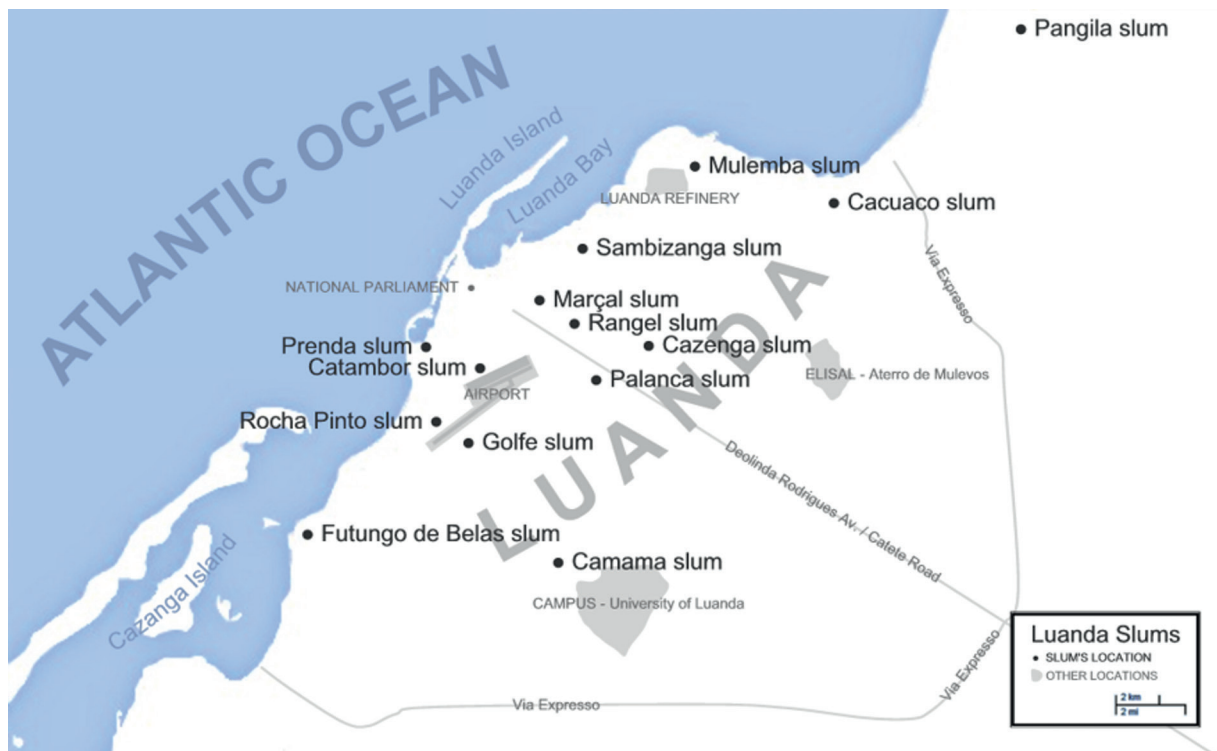 Pangila slum
ATLANTIC OCEAN
Luanda Island
Luanda Bay
Mulemba slum
LUANDA REFINERY
Cacuaco slum
Sambizanga slum
Via Expresso
NATIONAL PARLIAMENT
Marçal slum
Rangel slum
Prenda slum
Cazenga slum
Catambor slum
Palanca slum
ELISAL - Aterro de Mulevos
AIRPORT
Rocha Pinto slum
Golfe slum
LUANDA
Deolinda Rodrigues Av. / Catete Road
Futungo de Belas slum
Camama slum
Cazanga Island
CAMPUS - University of Luanda
Via Expresso
Via Expresso
Luanda Slums
SLUM'S LOCATION
OTHER LOCATIONS
2 km
2 mi